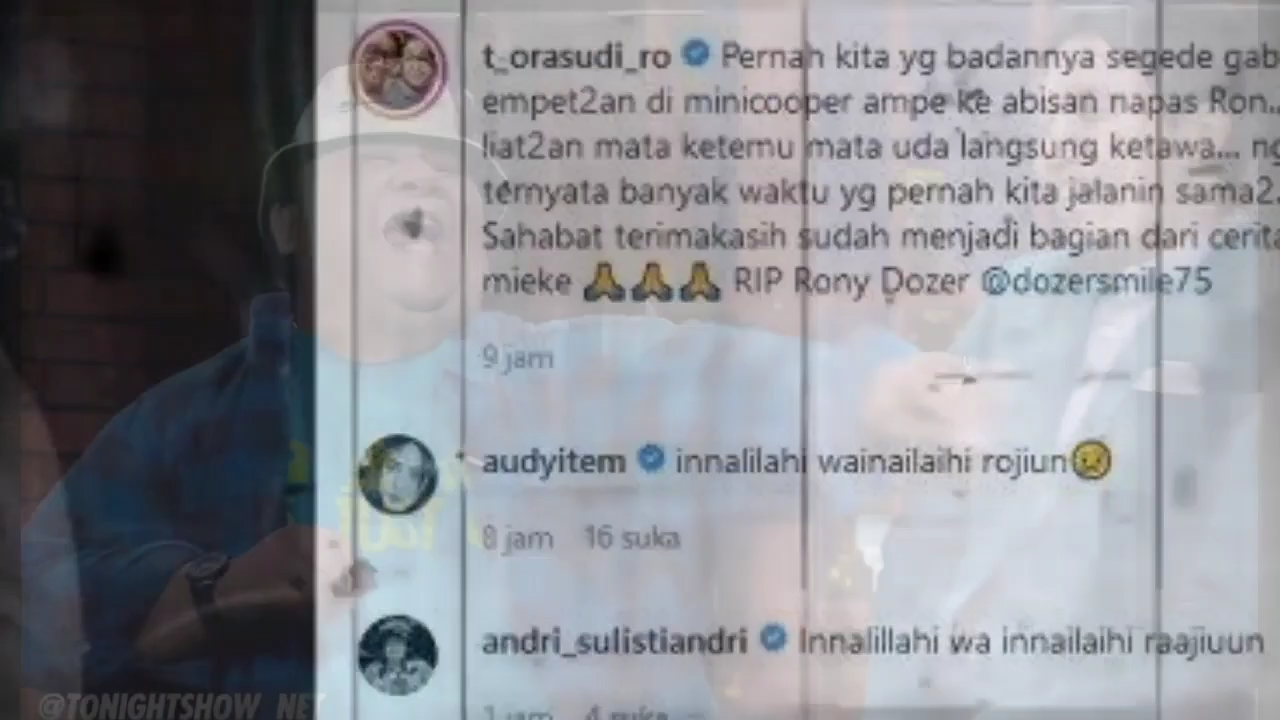 t_orasudi_ro Pernah kita yg badannya segede gab
empet2an di minicooper ampe ke abisan napas Ron..
liat2an mata ketemu mata uda langsung ketawa... ng
ternyata banyak waktu yg pernah kita jalanin sama2.
Sahabat terimakasih sudah menjadi bagian dari cerita
mieke 🙏🙏🙏 RIP Rony Dozer @dozersmile75
9 jam
audyitem innalilahi wainailaihi rojiun😢
8 jam 16 suka
andri_sulistiandri Innalillahi wa innailaihi raajiuun
1 jam 4 suka
@TONIGHTSHOW_NET